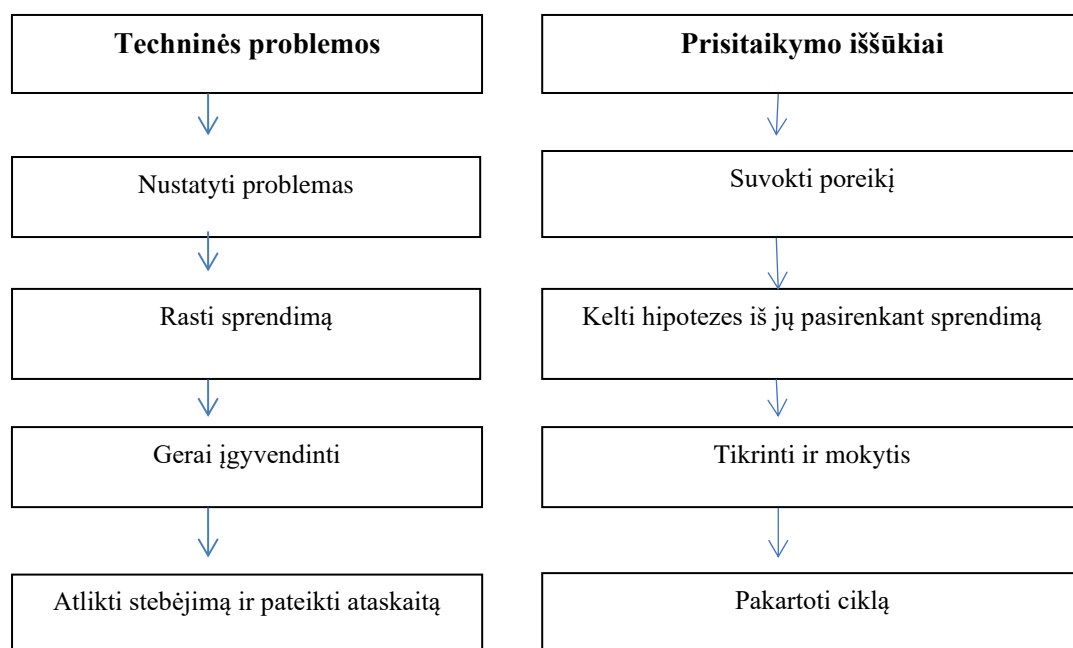 Techninės problemos
Nustatyti problemas
Rasti sprendimą
Gerai įgyvendinti
Atlikti stebėjimą ir pateikti ataskaitą
Prisitaikymo iššūkiai
Suvokti poreikį
Kelti hipotezes iš jų pasirenkant sprendimą
Tikrinti ir mokytis
Pakartoti ciklą